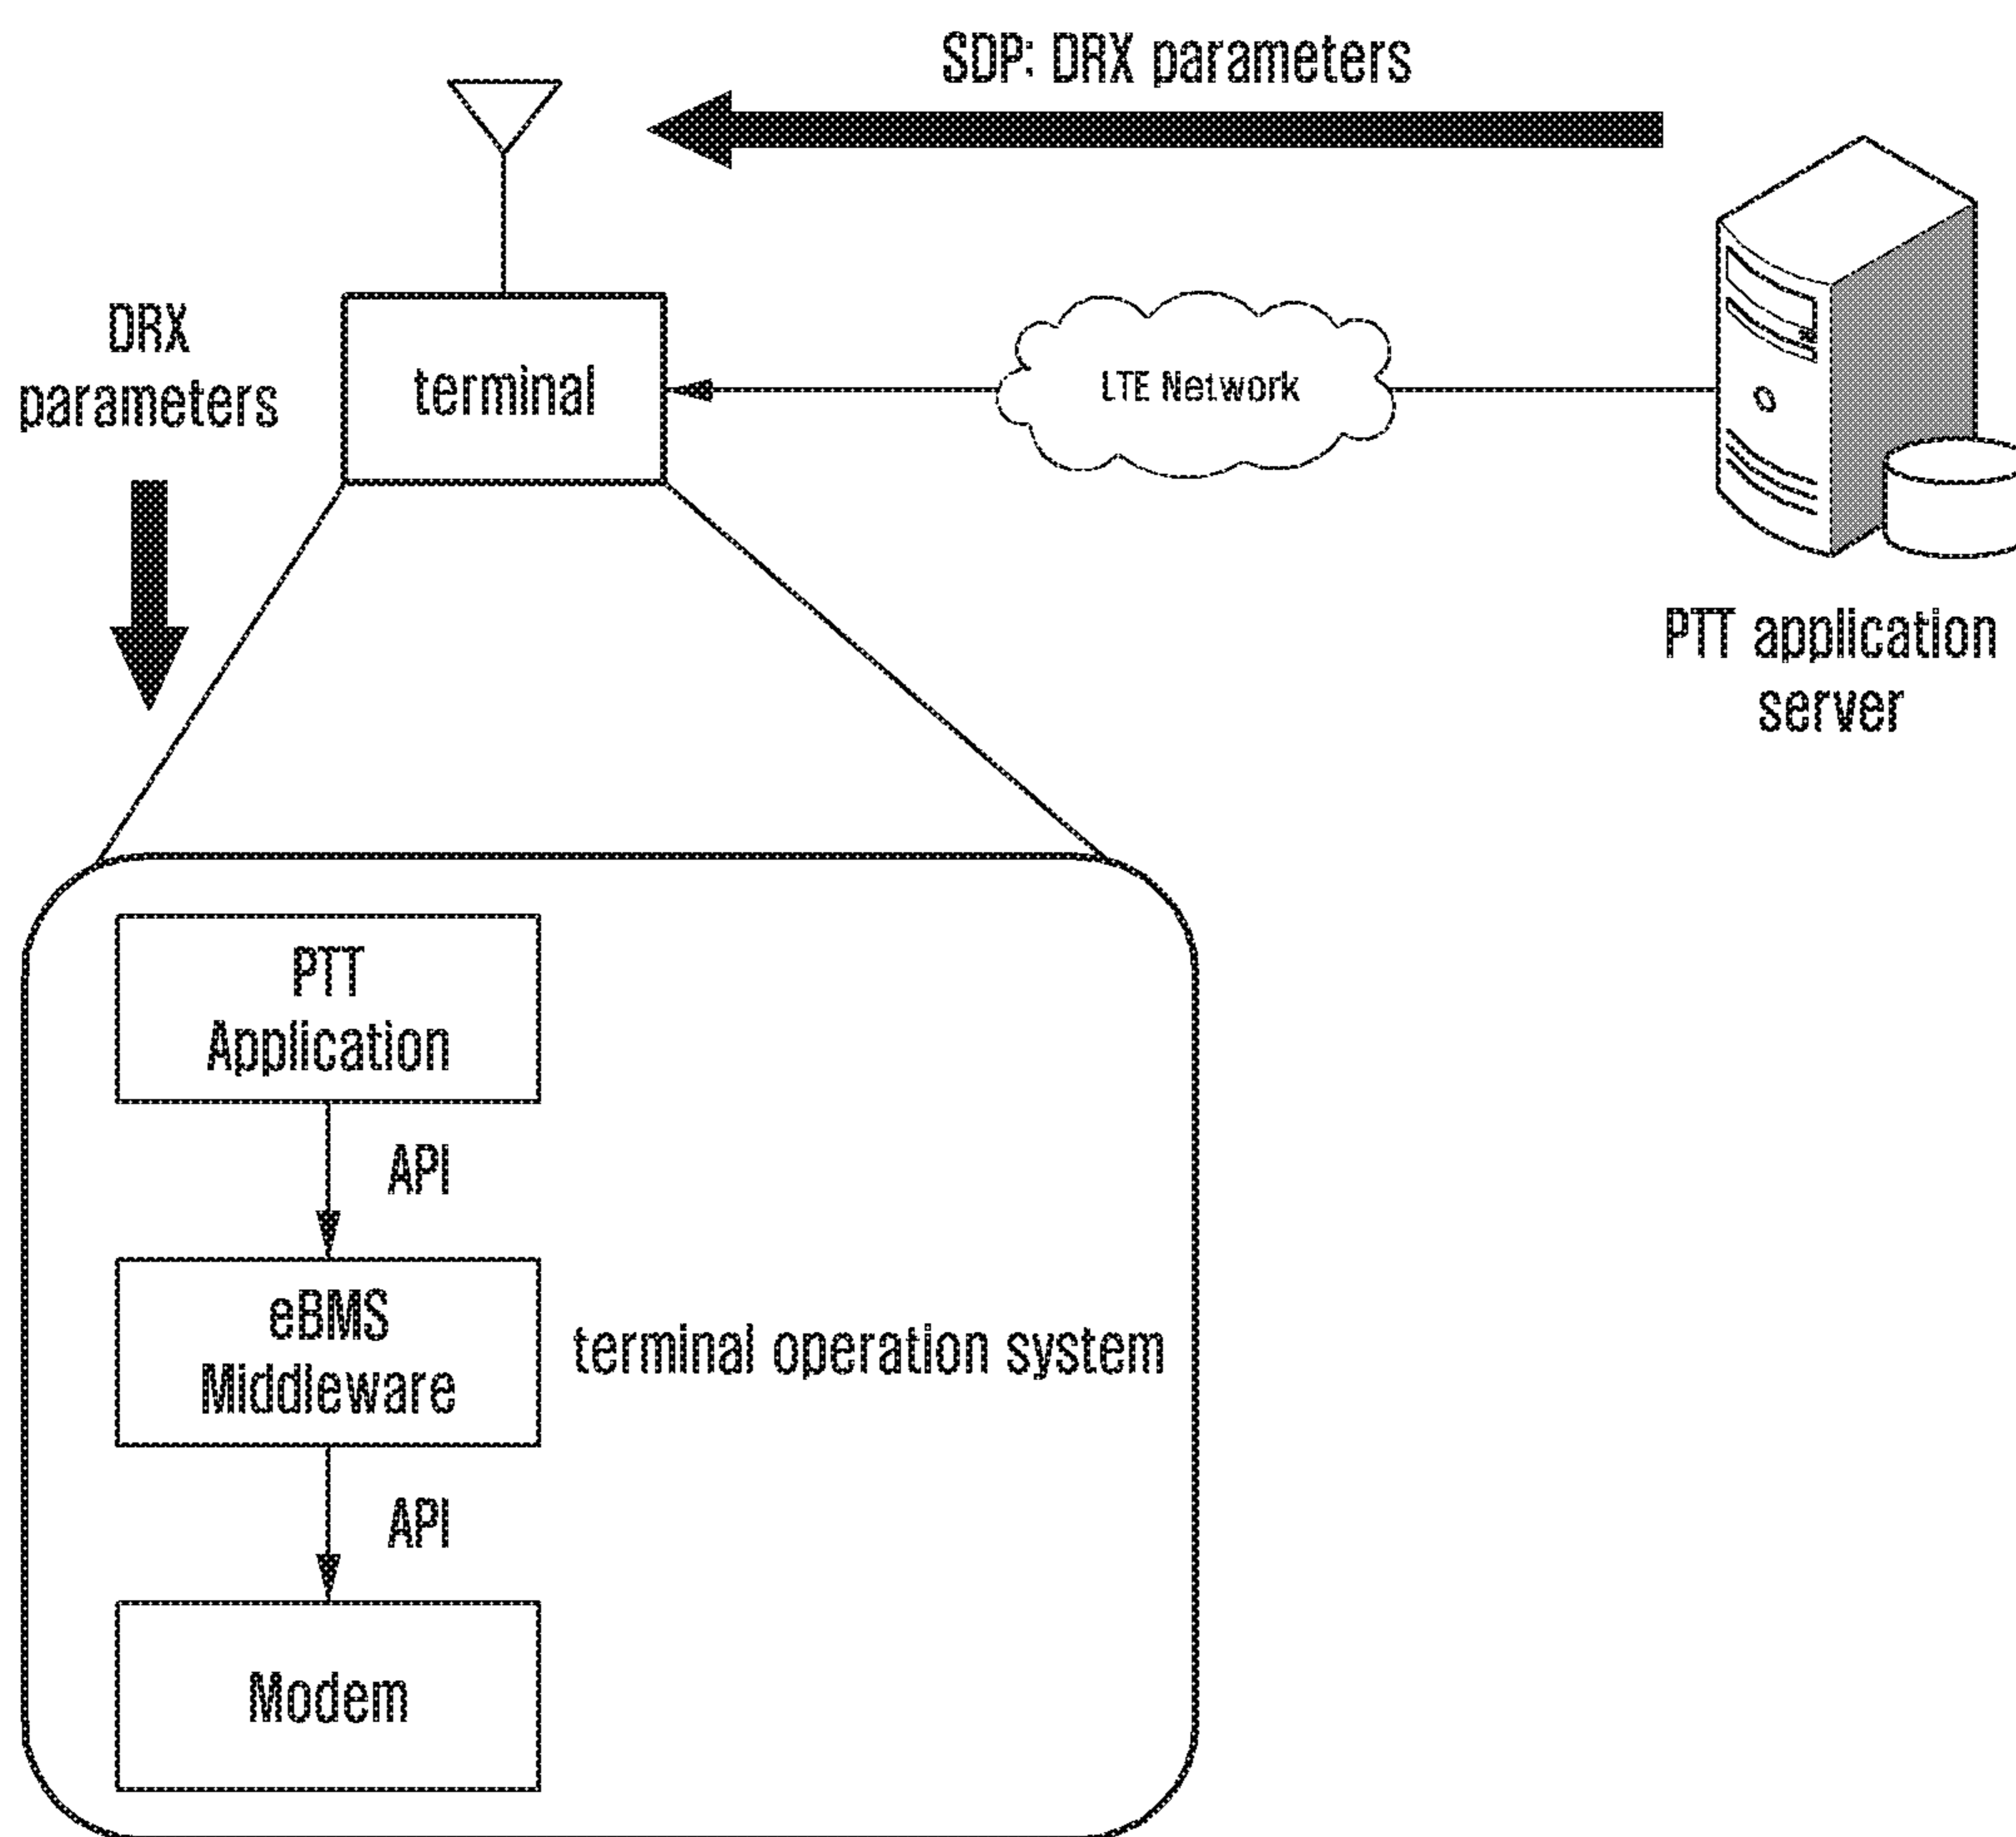 SDP: DRX parameters
DRX
parameters
terminal
LTE Network
PTT application
server
PTT
Application
API
eBMS
Middleware
terminal operation system
API
Modem